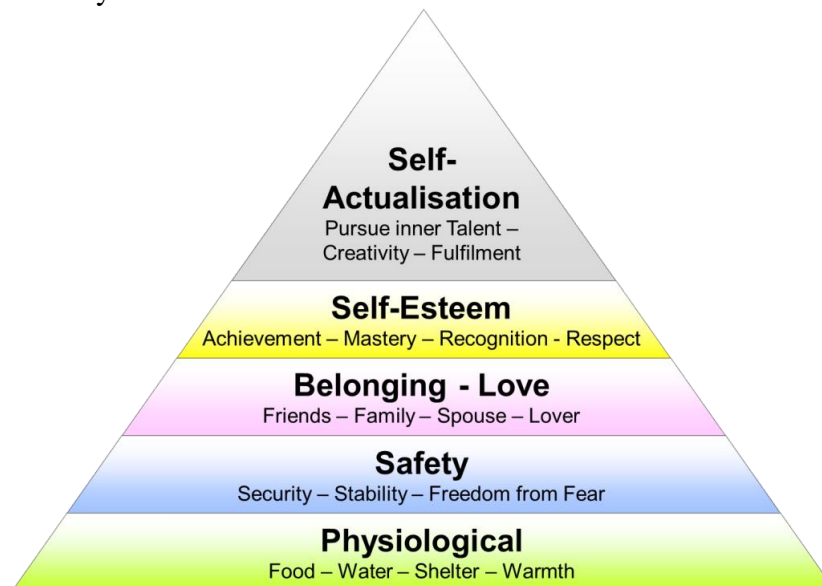 Self-
Actualisation
Pursue inner Talent –
Creativity – Fulfilment
Self-Esteem
Achievement – Mastery – Recognition - Respect
Belonging - Love
Friends – Family – Spouse – Lover
Safety
Security – Stability – Freedom from Fear
Physiological
Food – Water – Shelter – Warmth